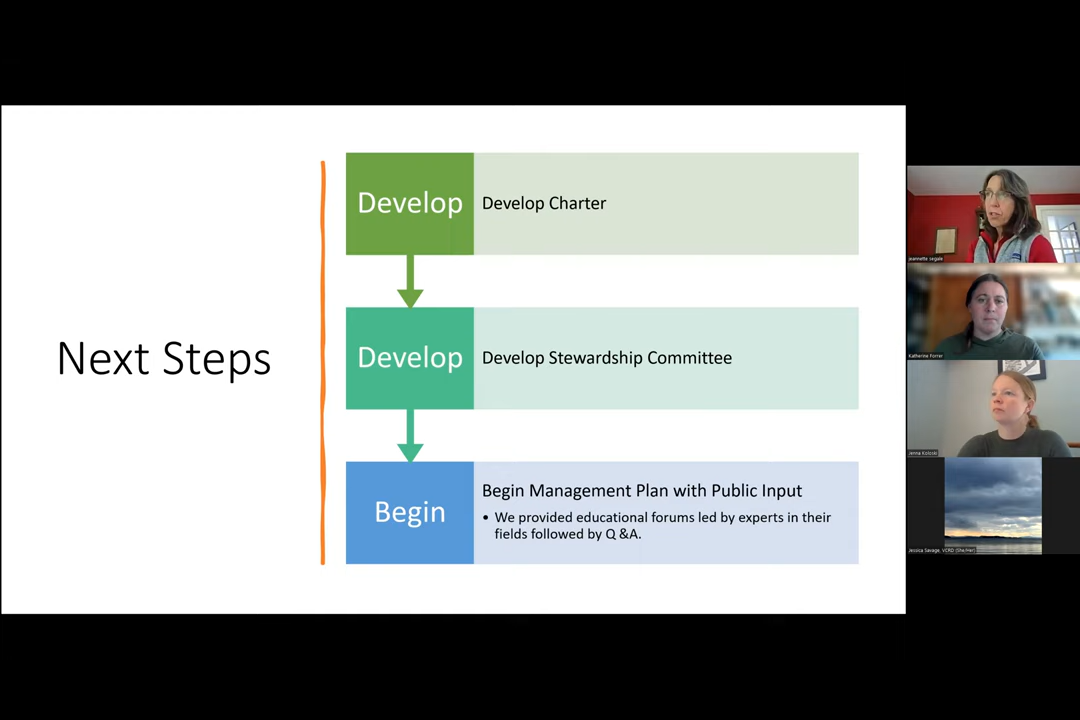 Next Steps
Develop
Develop Charter
Develop
Develop Stewardship Committee
Begin
Begin Management Plan with Public Input
• We provided educational forums led by experts in their
fields followed by Q &A.
jeannette segale
Katherine Forrer
Jenna Koloski
Jessica Savage, VCRD (She/Her)